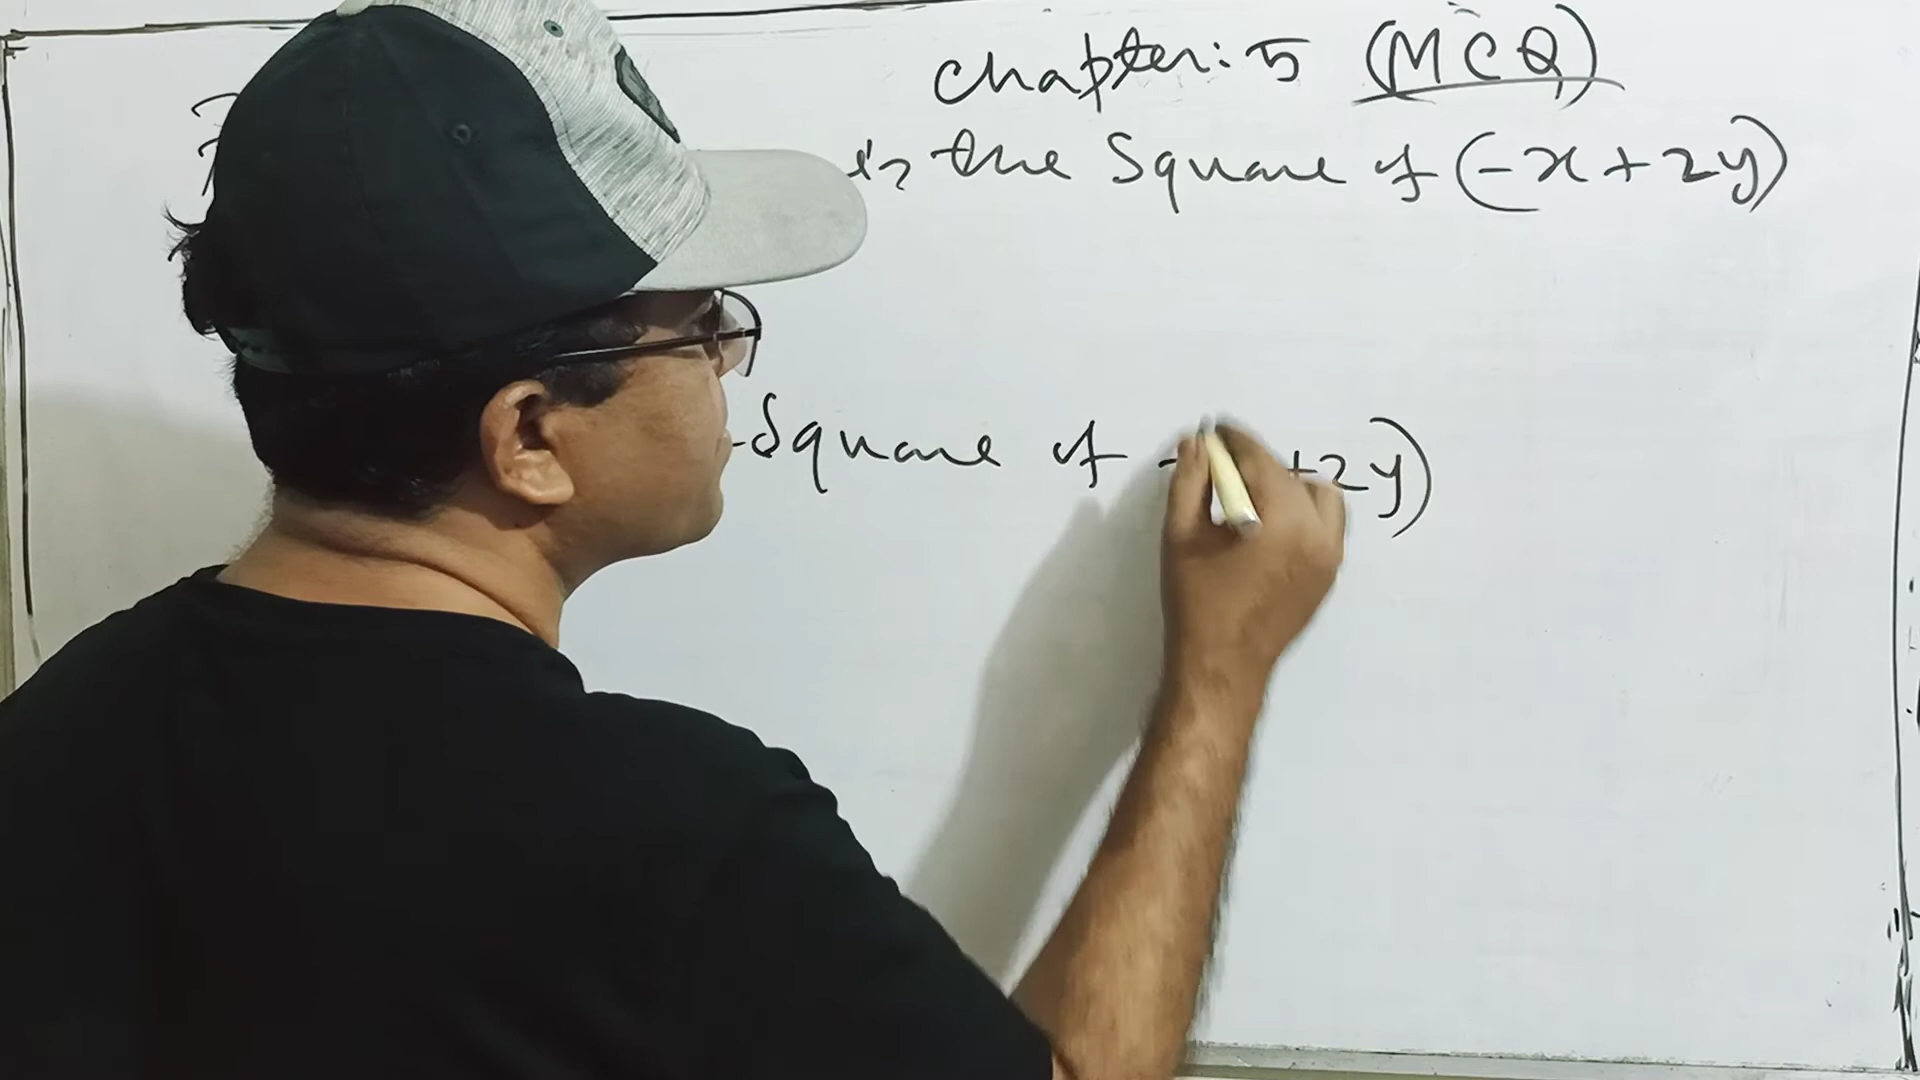 Chapter: 5 (MCQ)
is the Square of (-x+2y)
Square of - +2y)